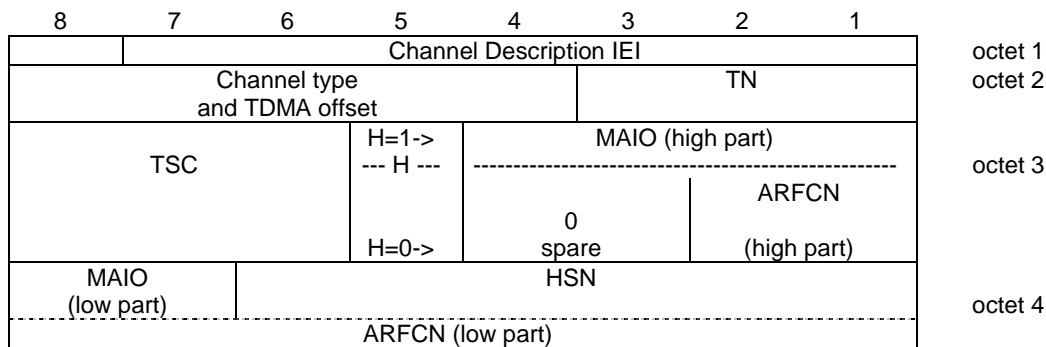 8 7 6 5 4 3 2 1
Channel Description IEI octet 1
Channel type TN octet 2
and TDMA offset
H=1-> MAIO (high part)
TSC --- H --- ---------------------------------------------------- octet 3
ARFCN
0
H=0-> spare (high part)
MAIO HSN
(low part) octet 4
ARFCN (low part)